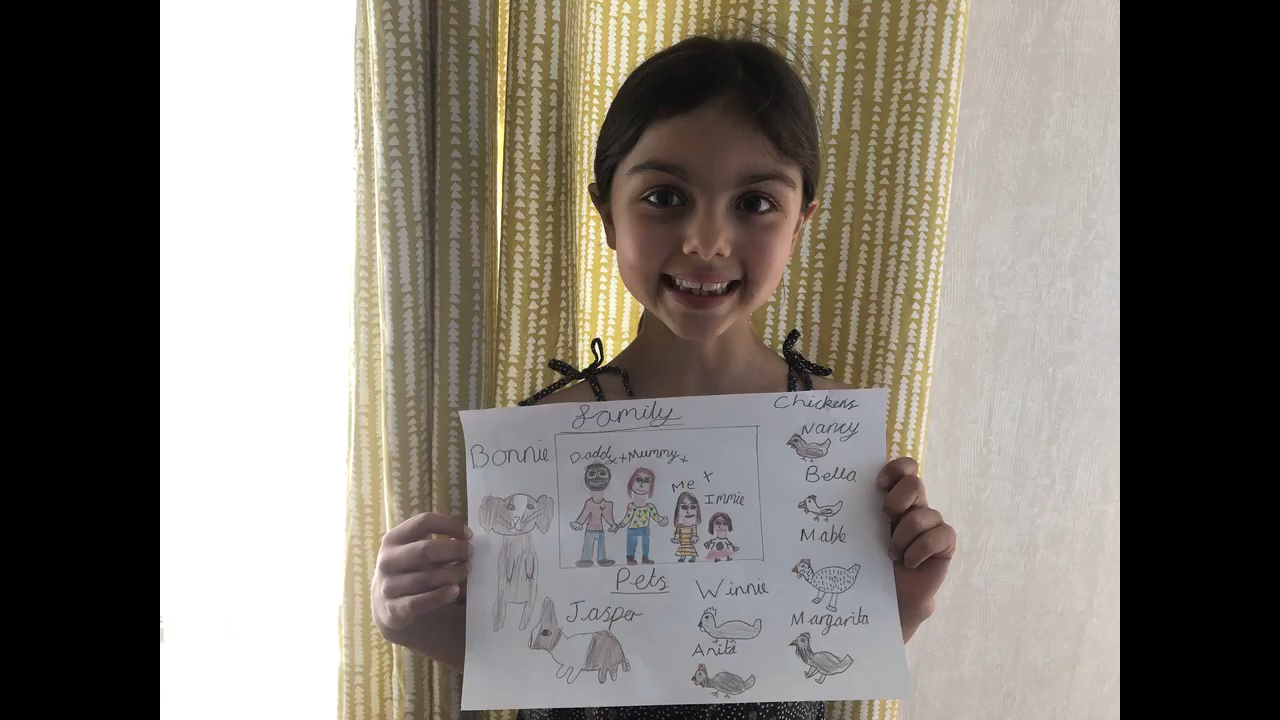 Family
Chickens
Nancy
Bonnie
Daddy + Mummy +
Me +
Immie
Bella
Mable
Pets
Winnie
Jasper
Margarita
Anita